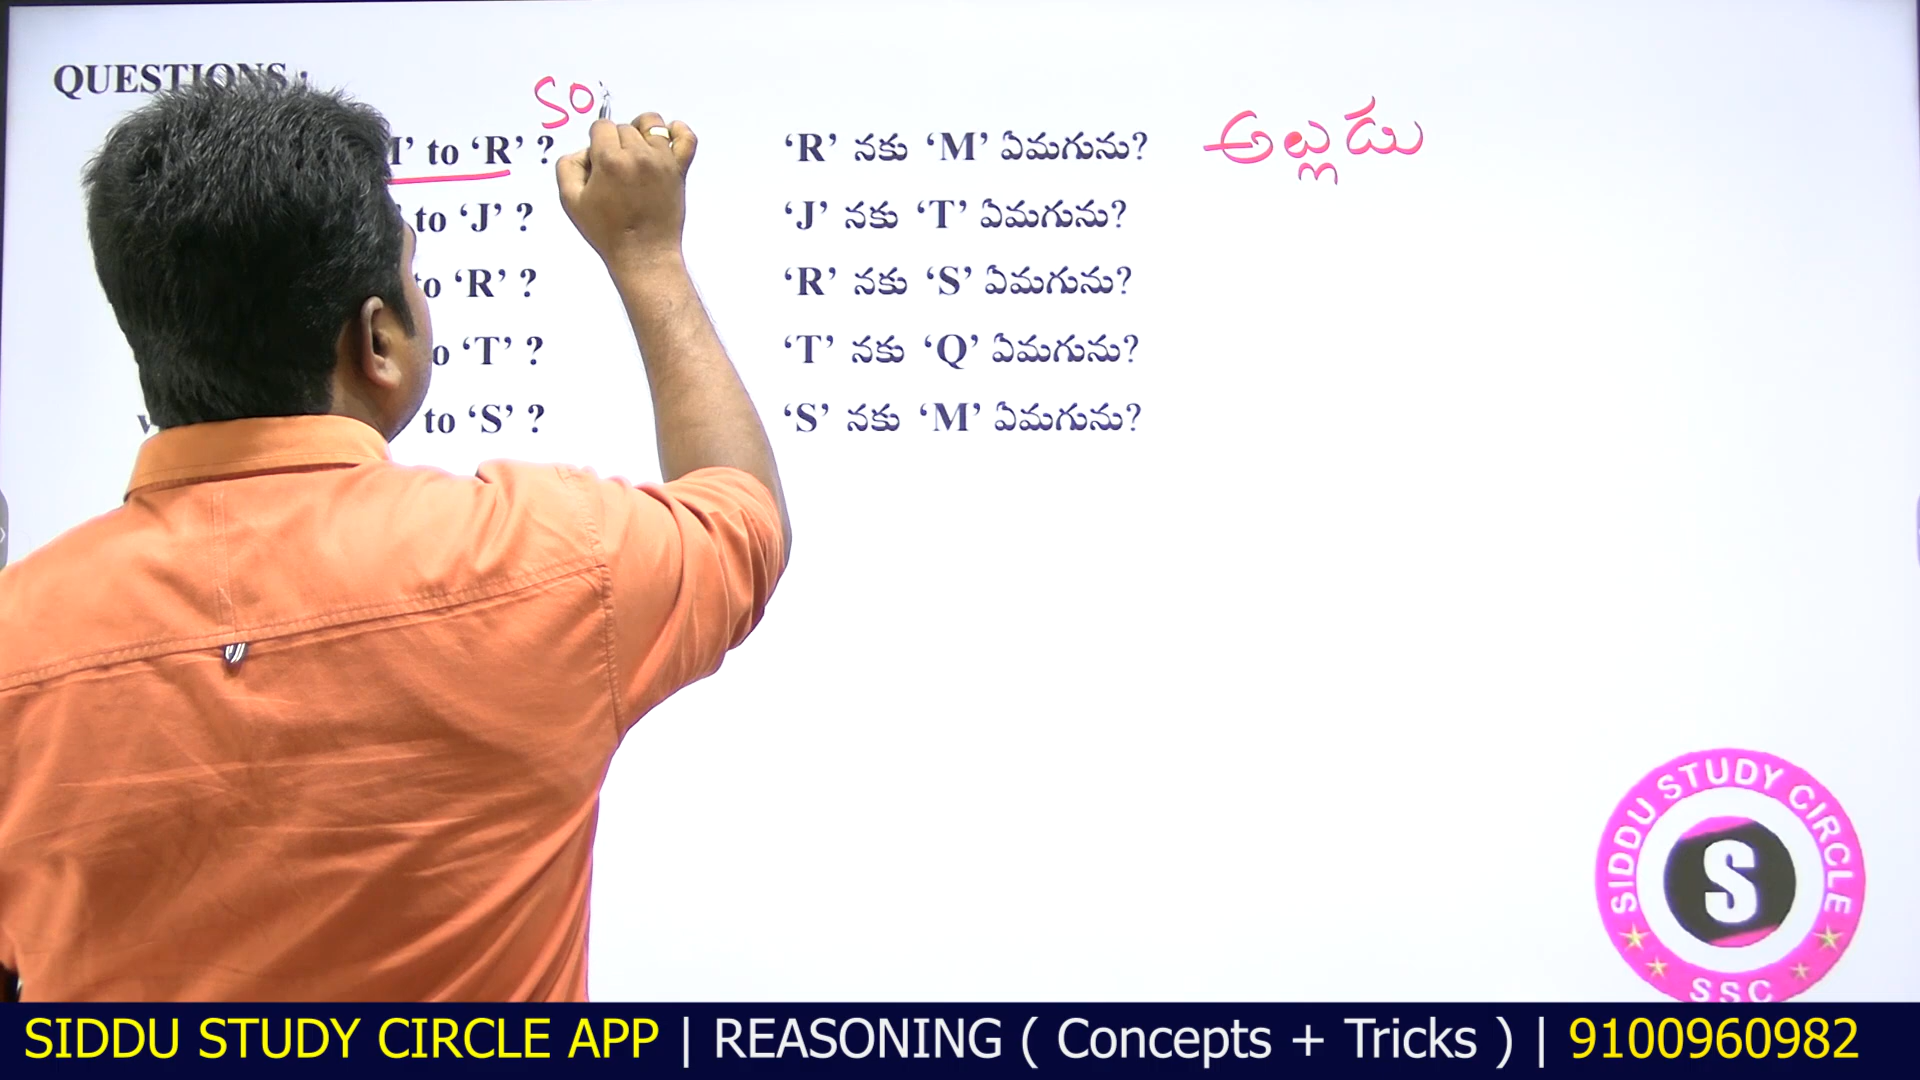 QUESTIONS :
so
to ‘R’ ? ‘R’ నకు ‘M’ ఏమగును? అల్లుడు
to ‘J’ ? ‘J’ నకు ‘T’ ఏమగును?
to ‘R’ ? ‘R’ నకు ‘S’ ఏమగును?
‘T’ ? ‘T’ నకు ‘Q’ ఏమగును?
to ‘S’ ? ‘S’ నకు ‘M’ ఏమగును?
SIDDU STUDY CIRCLE
S
SSC
SIDDU STUDY CIRCLE APP | REASONING ( Concepts + Tricks ) | 9100960982